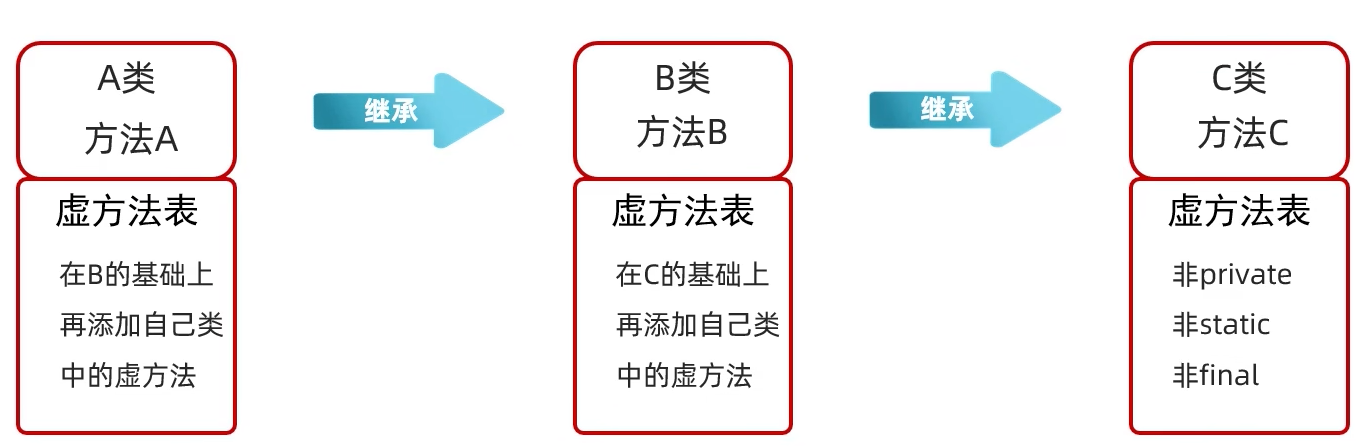 A类
方法A
虚方法表
在B的基础上
再添加自己类
中的虚方法
继承
B类
方法B
虚方法表
在C的基础上
再添加自己类
中的虚方法
继承
C类
方法C
虚方法表
非private
非static
非final